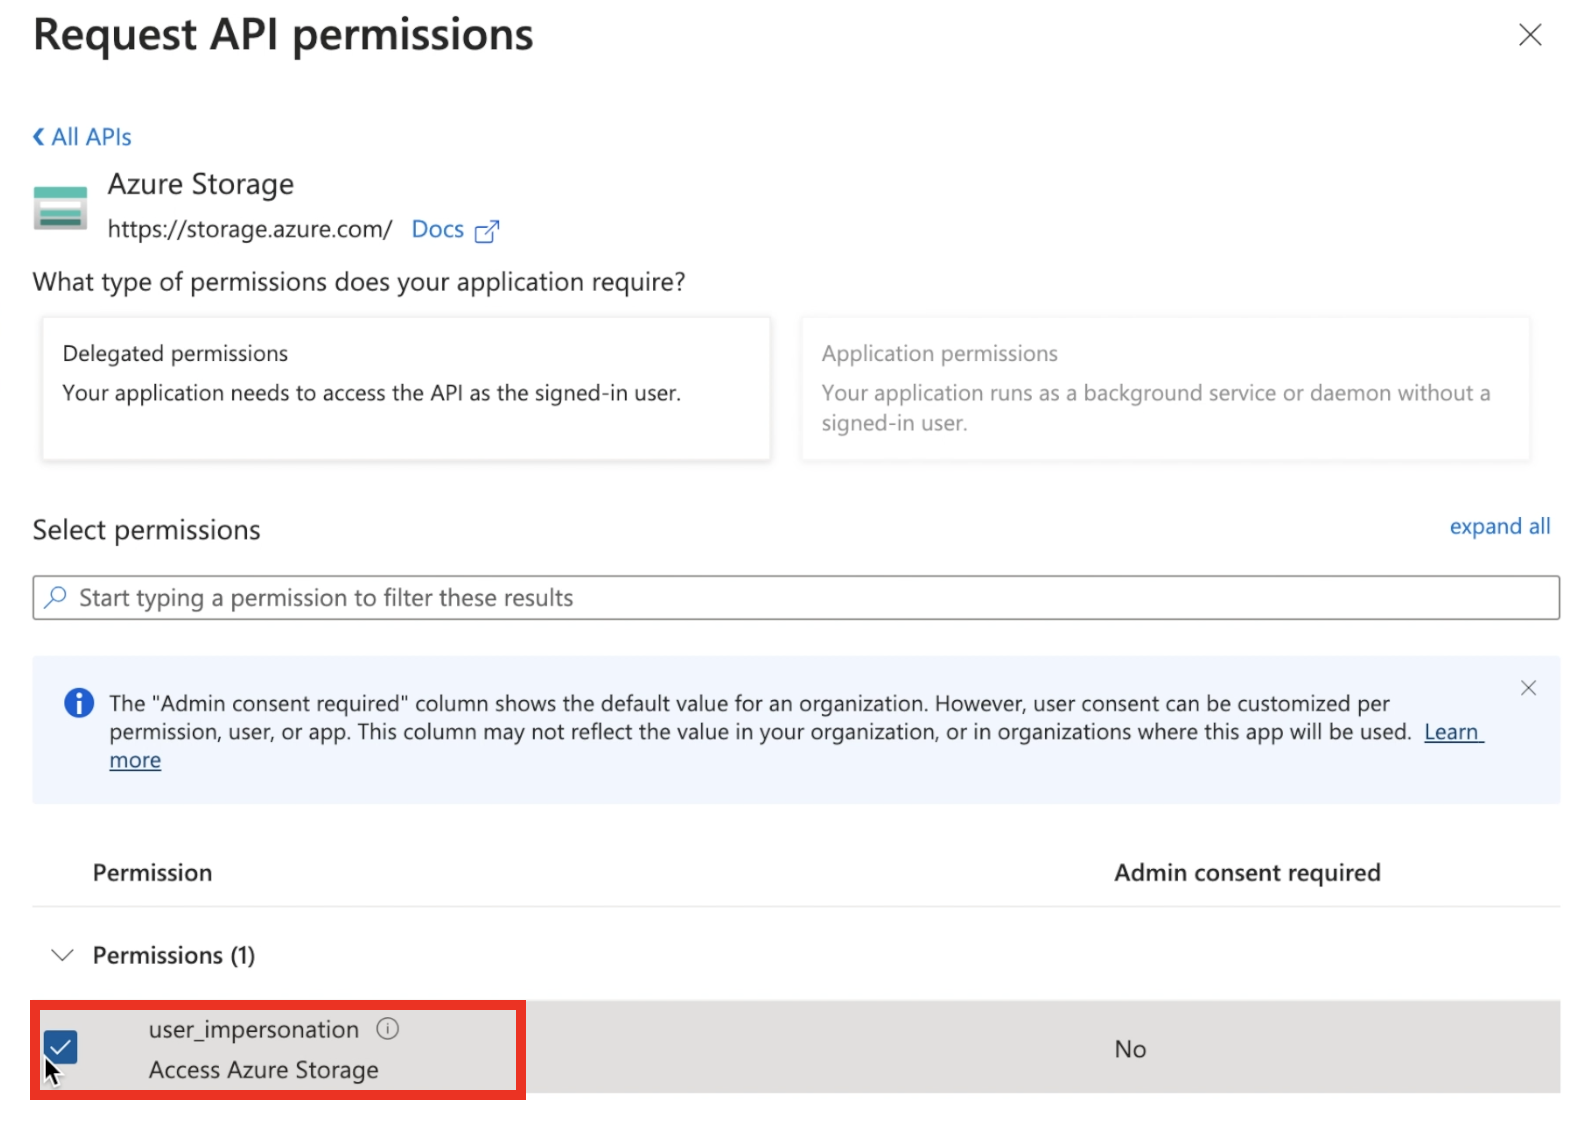 Request API permissions
All APIs
Azure Storage
https://storage.azure.com/ Docs
What type of permissions does your application require?
Delegated permissions
Your application needs to access the API as the signed-in user.
Application permissions
Your application runs as a background service or daemon without a
signed-in user.
Select permissions
expand all
Start typing a permission to filter these results
The "Admin consent required" column shows the default value for an organization. However, user consent can be customized per
permission, user, or app. This column may not reflect the value in your organization, or in organizations where this app will be used. Learn
more
Permission
Admin consent required
Permissions (1)
user_impersonation
Access Azure Storage
No